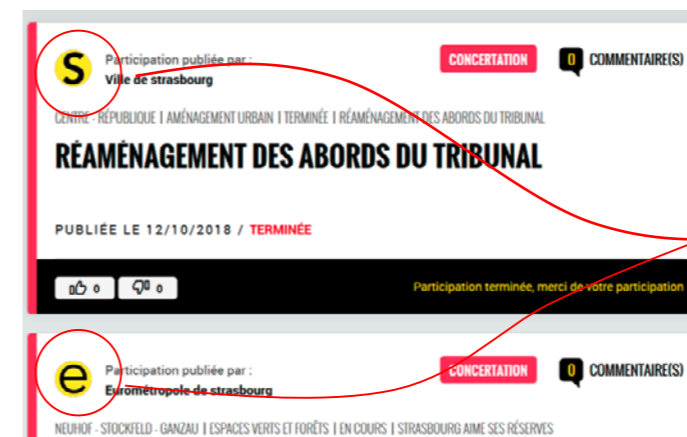 S
Participation publiée par :
Ville de strasbourg
CONCERTATION
0 COMMENTAIRE(S)
CENTRE - RÉPUBLIQUE | AMÉNAGEMENT URBAIN | TERMINÉE | RÉAMÉNAGEMENT DES ABORDS DU TRIBUNAL
RÉAMÉNAGEMENT DES ABORDS DU TRIBUNAL
PUBLIÉE LE 12/10/2018 / TERMINÉE
0 0
Participation terminée, merci de votre participation
e
Participation publiée par :
Eurométropole de strasbourg
CONCERTATION
0 COMMENTAIRE(S)
NEUHOF - STOCKFELD - GANZAU | ESPACES VERTS ET FORÊTS | EN COURS | STRASBOURG AIME SES RÉSERVES